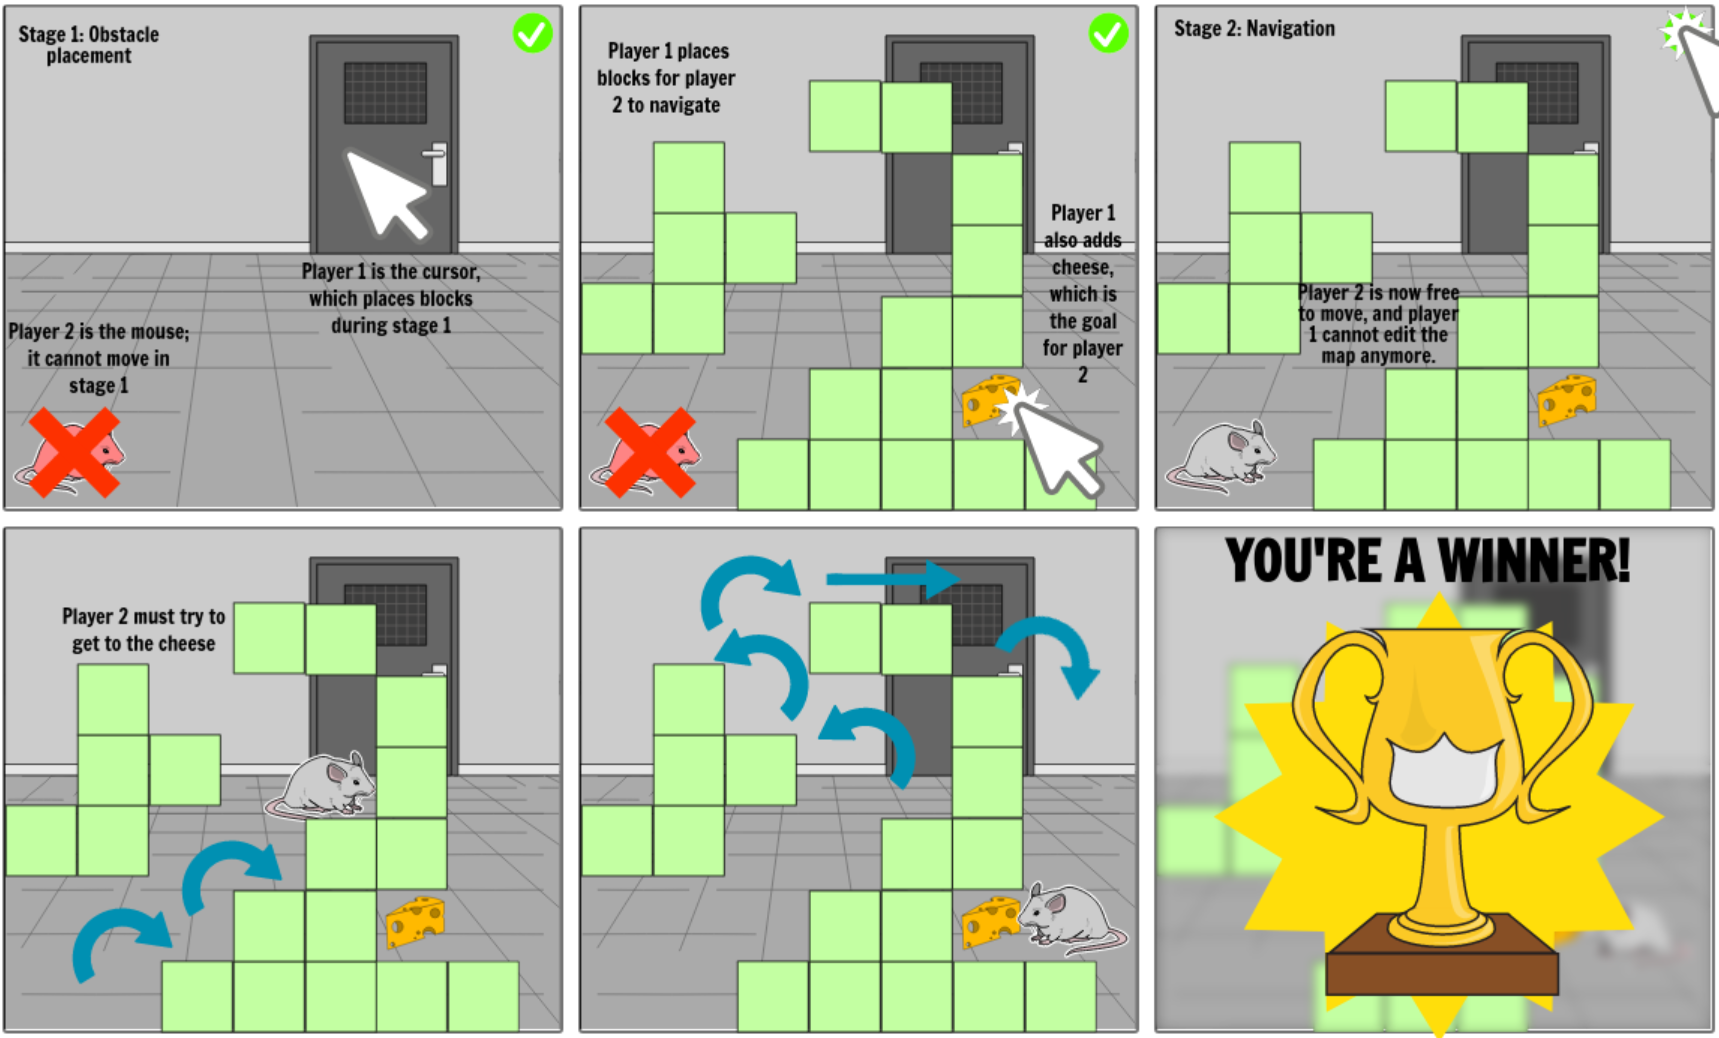 Stage 1: Obstacle
placement
Player 1 is the cursor,
which places blocks
during stage 1
Player 2 is the mouse;
it cannot move in
stage 1
Player 1 places
blocks for player
2 to navigate
Player 1
also adds
cheese,
which is
the goal
for player
2
Stage 2: Navigation
Player 2 is now free
to move, and player
1 cannot edit the
map anymore.
Player 2 must try to
get to the cheese
YOU'RE A WINNER!